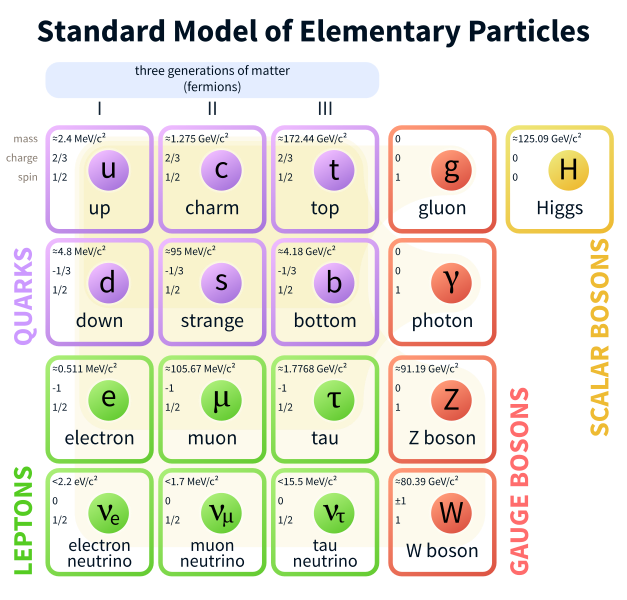 Standard Model of Elementary Particles
three generations of matter
(fermions)
I
II
III
mass
charge
spin
≈2.4 MeV/c²
2/3
1/2
u
up
≈1.275 GeV/c²
2/3
1/2
c
charm
≈172.44 GeV/c²
2/3
1/2
t
top
0
0
1
g
gluon
≈125.09 GeV/c²
0
0
H
Higgs
QUARKS
≈4.8 MeV/c²
-1/3
1/2
d
down
≈95 MeV/c²
-1/3
1/2
s
strange
≈4.18 GeV/c²
-1/3
1/2
b
bottom
0
0
1
γ
photon
SCALAR BOSONS
≈0.511 MeV/c²
-1
1/2
e
electron
≈105.67 MeV/c²
-1
1/2
μ
muon
≈1.7768 GeV/c²
-1
1/2
τ
tau
≈91.19 GeV/c²
0
1
Z
Z boson
GAUGE BOSONS
LEPTONS
<2.2 eV/c²
0
1/2
νe
electron
neutrino
<1.7 MeV/c²
0
1/2
νμ
muon
neutrino
<15.5 MeV/c²
0
1/2
ντ
tau
neutrino
≈80.39 GeV/c²
±1
1
W
W boson